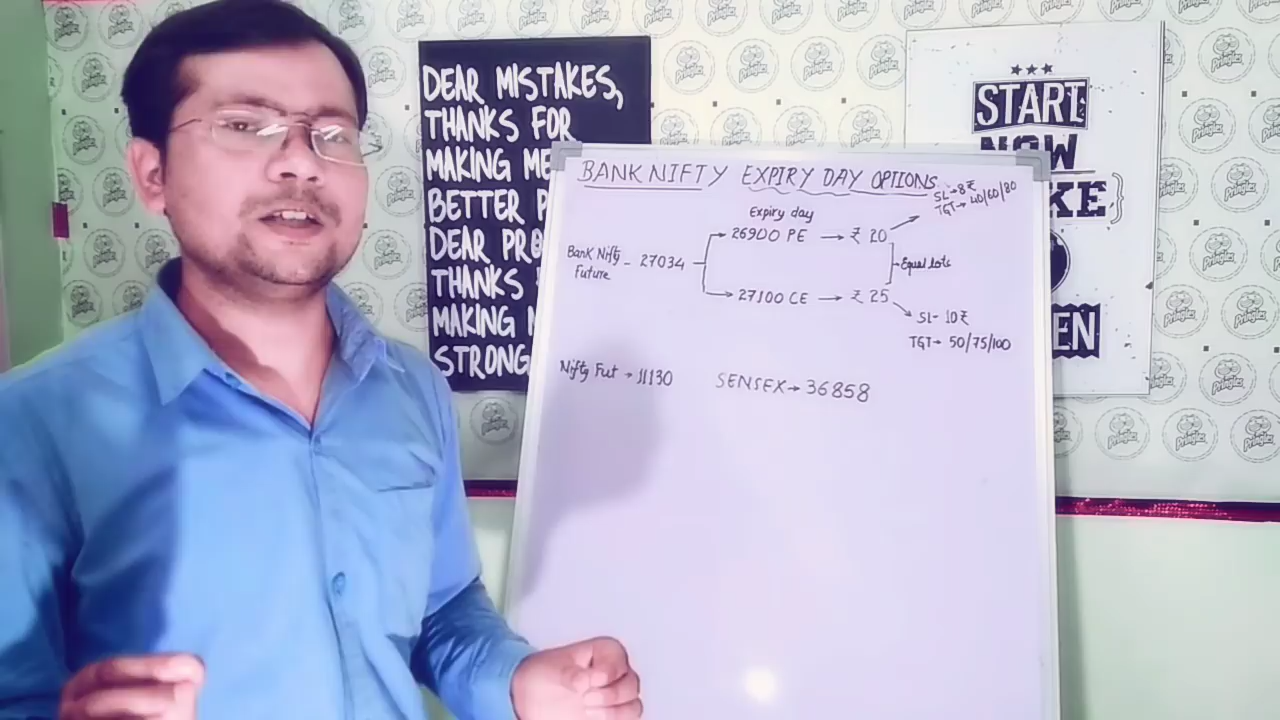 DEAR MISTAKES,
THANKS FOR
MAKING ME
BETTER P
DEAR PRO
THANKS
MAKING M
STRONG
★★★
START
NOW
KE}
EN
BANK NIFTY EXPIRY DAY OPTIONS
SL→8₹
TGT→ 40/60/80
Expiry day
26900 PE → ₹ 20
Bank Nifty - 27034
Future
Equal lots
27100 CE → ₹ 25
SL- 10₹
TGT→ 50/75/100
Nifty Fut → 11130 SENSEX → 36858
Pringles